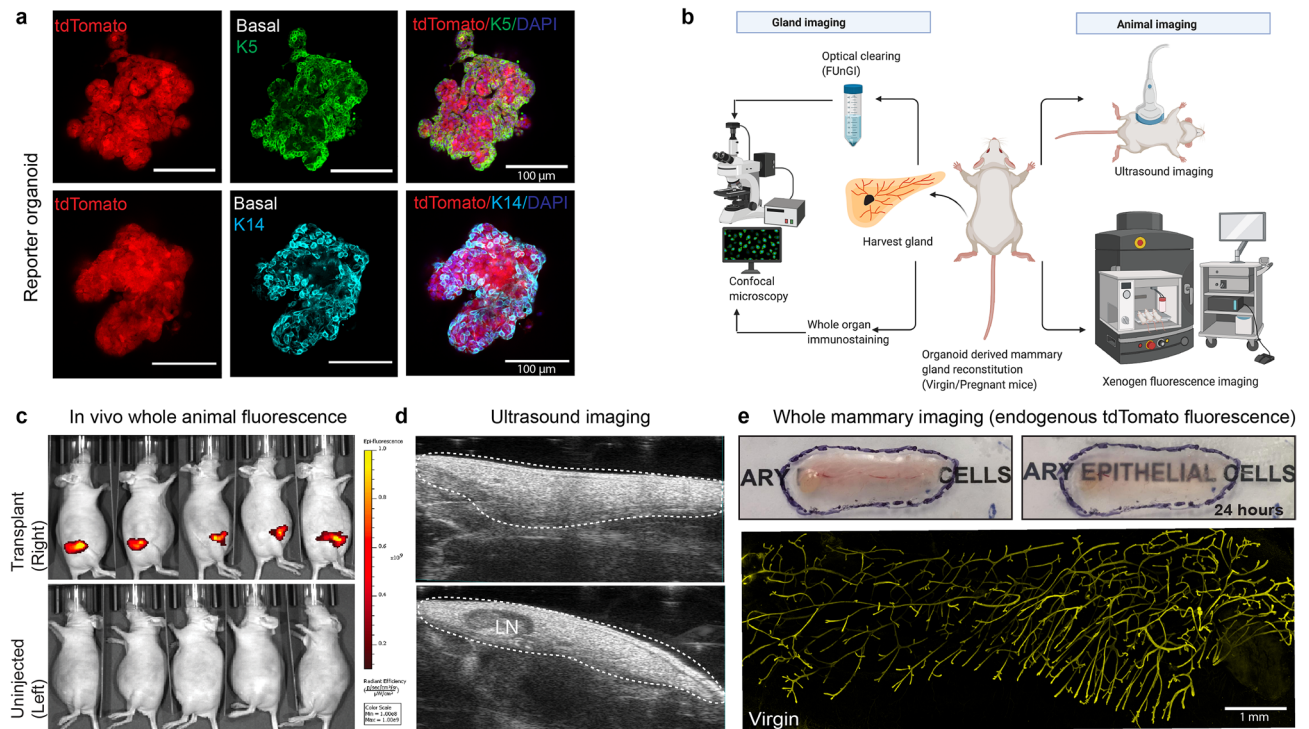 a
Reporter organoid
tdTomato
Basal
K5
tdTomato/K5/DAPI
100 µm
tdTomato
Basal
K14
tdTomato/K14/DAPI
100 µm
b
Gland imaging
Animal imaging
Optical clearing
(FUnGI)
Harvest gland
Confocal
microscopy
Whole organ
immunostaining
Organoid derived mammary
gland reconstitution
(Virgin/Pregnant mice)
Ultrasound imaging
Xenogen fluorescence imaging
c
In vivo whole animal fluorescence
Transplant
(Right)
Uninjected
(Left)
Epi-fluorescence
1.0
0.8
0.6
x10⁹
0.4
0.2
Radiant Efficiency
Color Scale
Min = 1.00e8
Max = 1.00e9
d
Ultrasound imaging
LN
e
Whole mammary imaging (endogenous tdTomato fluorescence)
ARY CELLS
ARY EPITHELIAL CELLS
24 hours
Virgin
1 mm